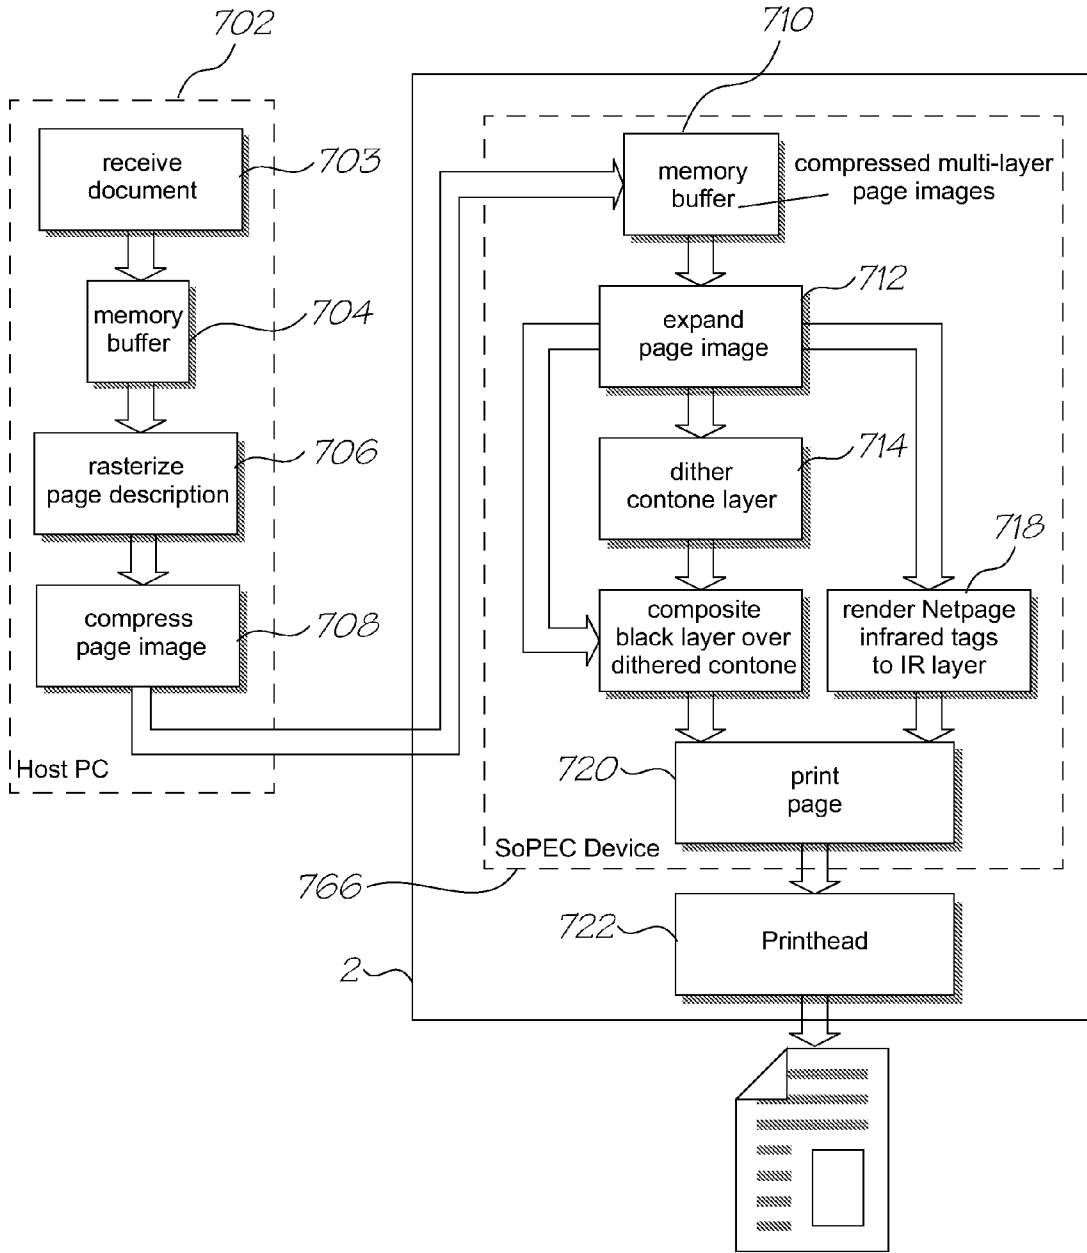 702
receive
document
703
memory
buffer
704
rasterize
page description
706
compress
page image
708
Host PC
710
memory
buffer
compressed multi-layer
page images
expand
page image
712
dither
contone layer
714
composite
black layer over
dithered contone
718
render Netpage
infrared tags
to IR layer
720
print
page
SoPEC Device
766
722
Printhead
2